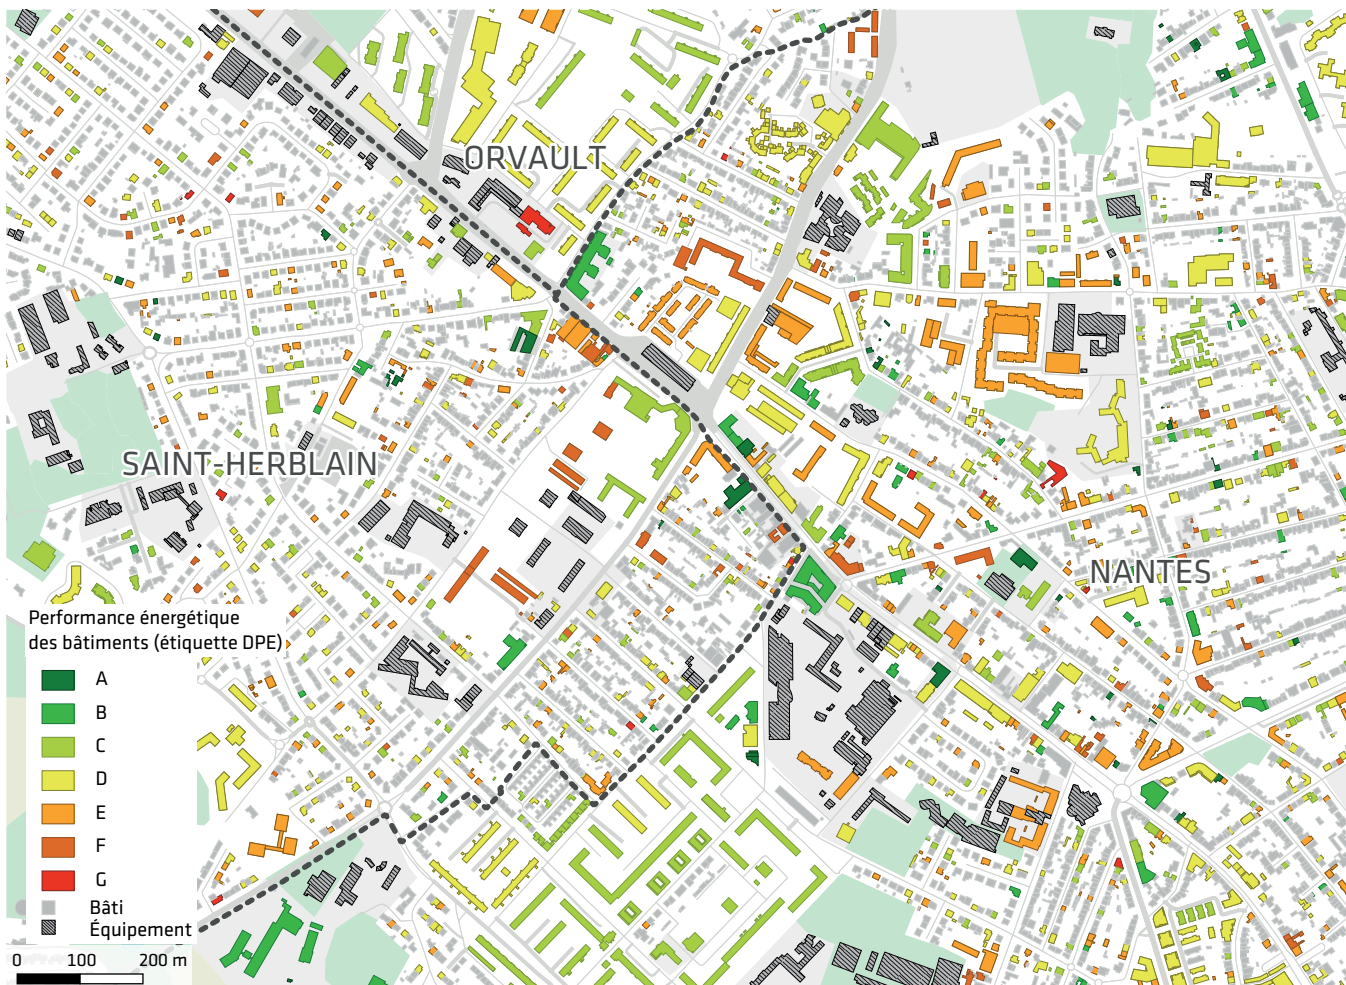 ORVAULT
SAINT-HERBLAIN
NANTES
Performance énergétique
des bâtiments (étiquette DPE)
A
B
C
D
E
F
G
Bâti
Équipement
0 100 200 m